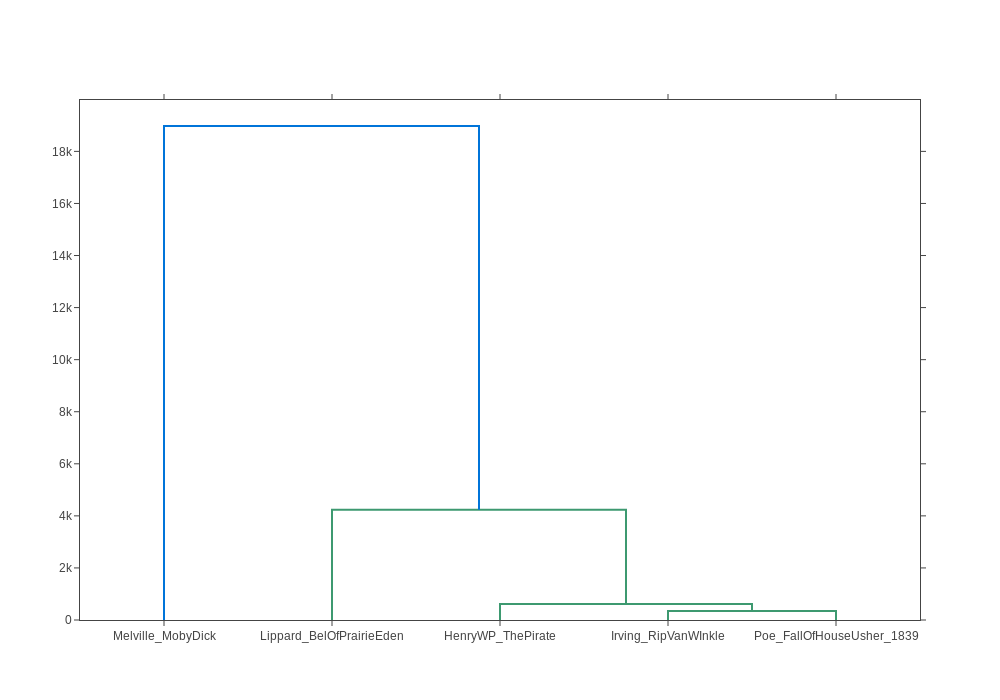 18k
16k
14k
12k
10k
8k
6k
4k
2k
0
Melville_MobyDick Lippard_BelOfPrairieEden HenryWP_ThePirate Irving_RipVanWInkle Poe_FallOfHouseUsher_1839